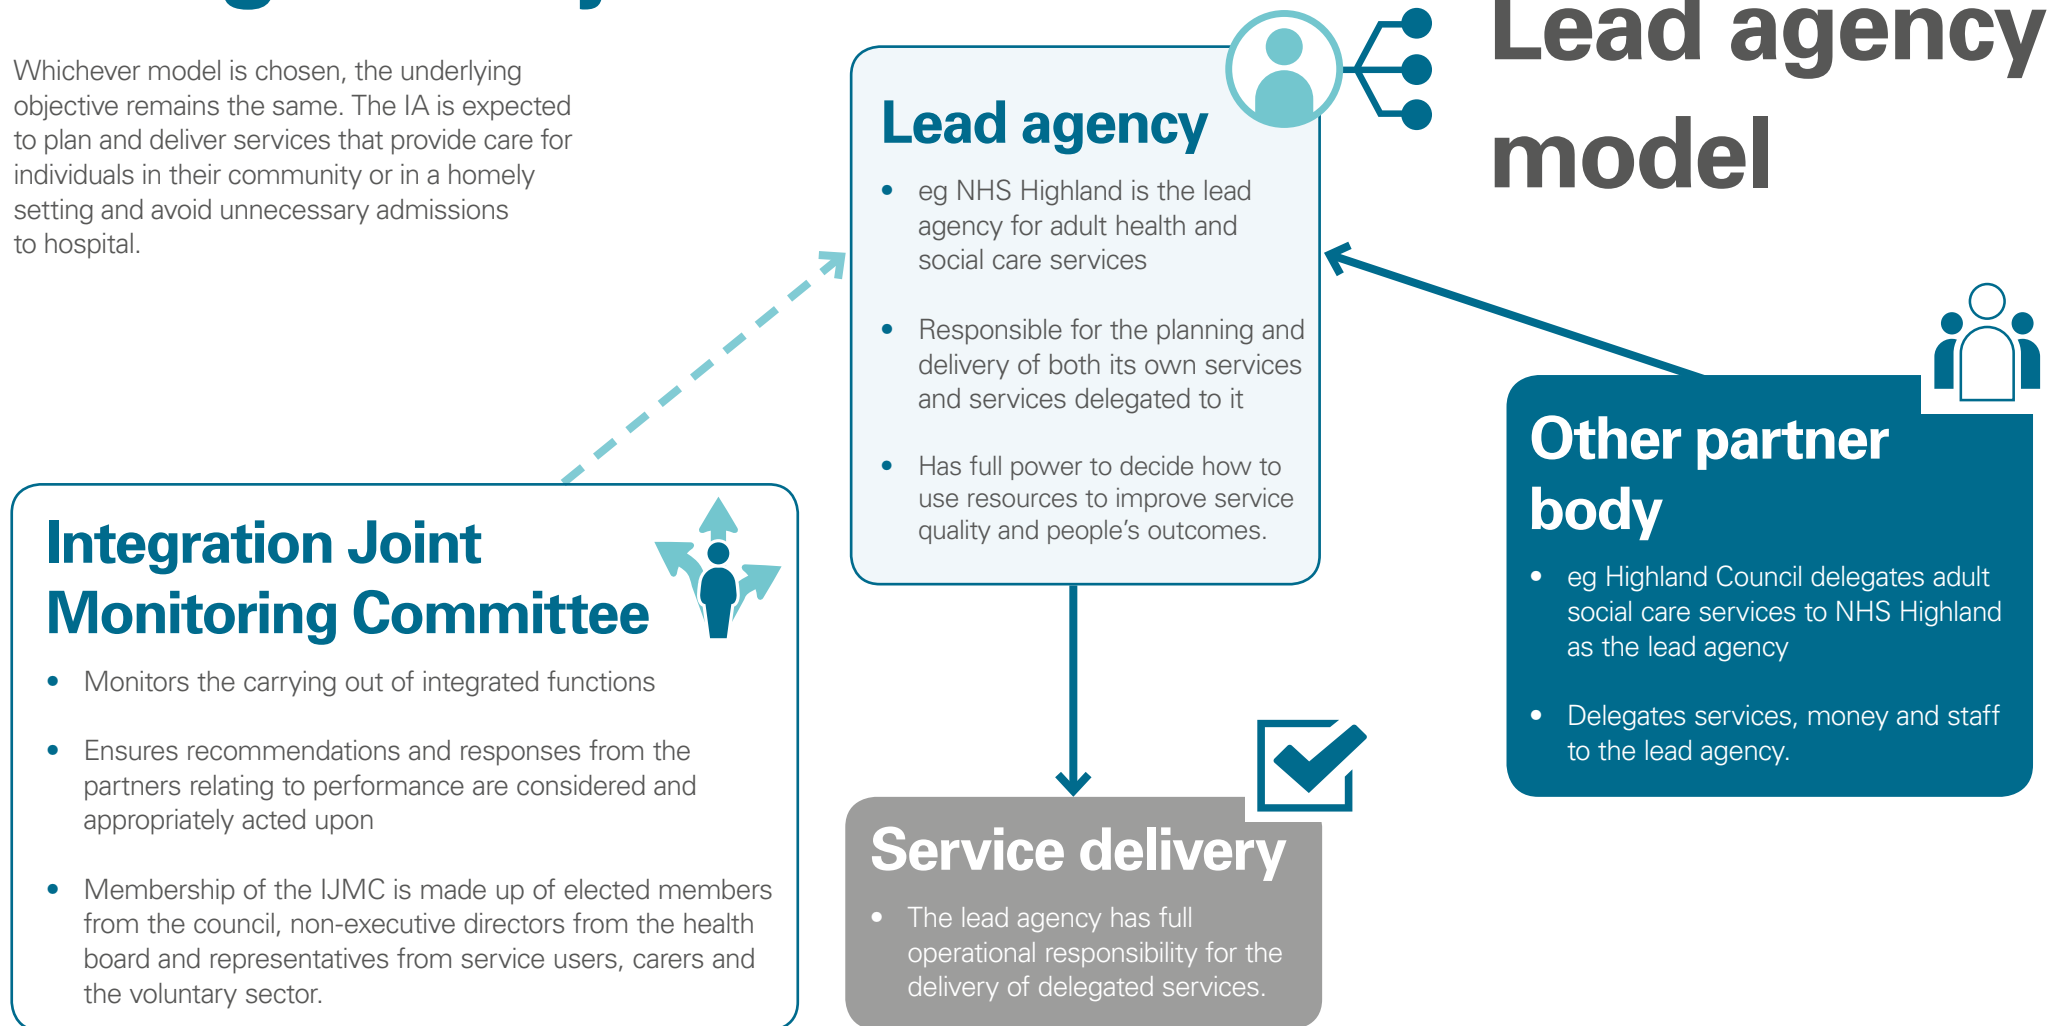 Lead agency
model
Whichever model is chosen, the underlying
objective remains the same. The IA is expected
to plan and deliver services that provide care for
individuals in their community or in a homely
setting and avoid unnecessary admissions
to hospital.
Lead agency
• eg NHS Highland is the lead
agency for adult health and
social care services
• Responsible for the planning and
delivery of both its own services
and services delegated to it
• Has full power to decide how to
use resources to improve service
quality and people’s outcomes.
Other partner
body
• eg Highland Council delegates adult
social care services to NHS Highland
as the lead agency
• Delegates services, money and staff
to the lead agency.
Integration Joint
Monitoring Committee
• Monitors the carrying out of integrated functions
• Ensures recommendations and responses from the
partners relating to performance are considered and
appropriately acted upon
• Membership of the IJMC is made up of elected members
from the council, non-executive directors from the health
board and representatives from service users, carers and
the voluntary sector.
Service delivery
• The lead agency has full
operational responsibility for the
delivery of delegated services.